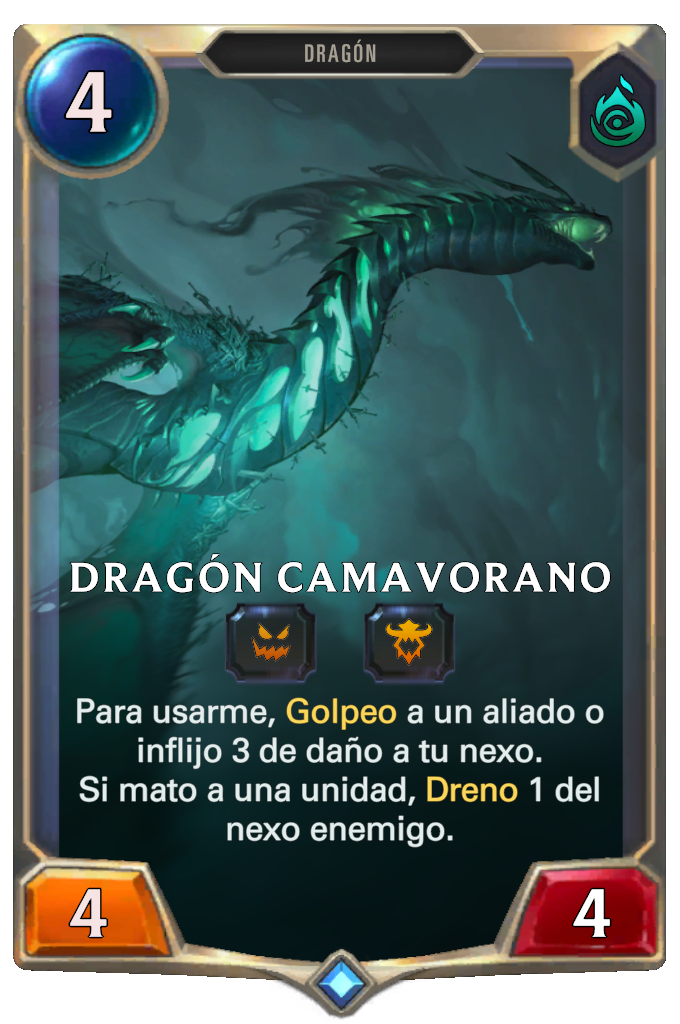 4
DRAGÓN
DRAGÓN CAMAVORANO
Para usarme, Golpeo a un aliado o
inflijo 3 de daño a tu nexo.
Si mato a una unidad, Dreno 1 del
nexo enemigo.
4
4